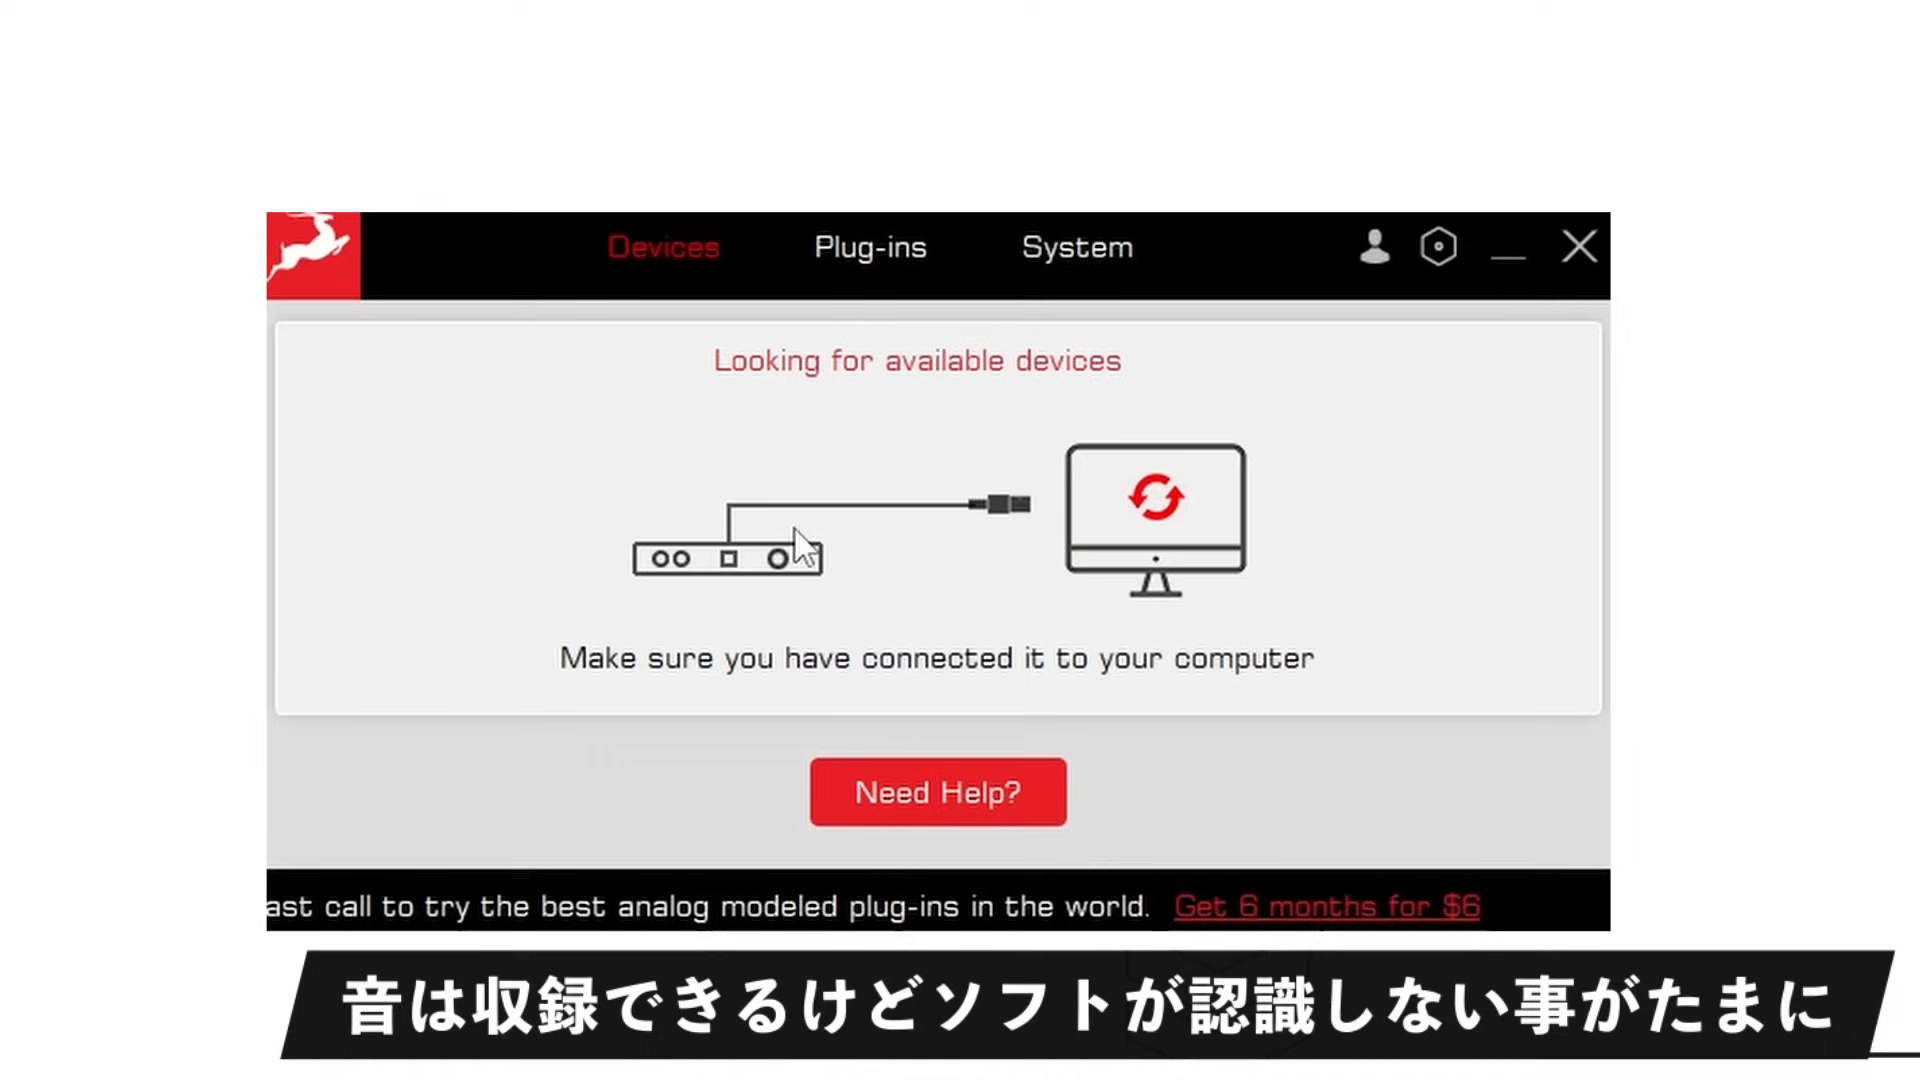 Devices Plug-ins System
Looking for available devices
Make sure you have connected it to your computer
Need Help?
ast call to try the best analog modeled plug-ins in the world. Get 6 months for $6
音は収録できるけどソフトが認識しない事がたまに